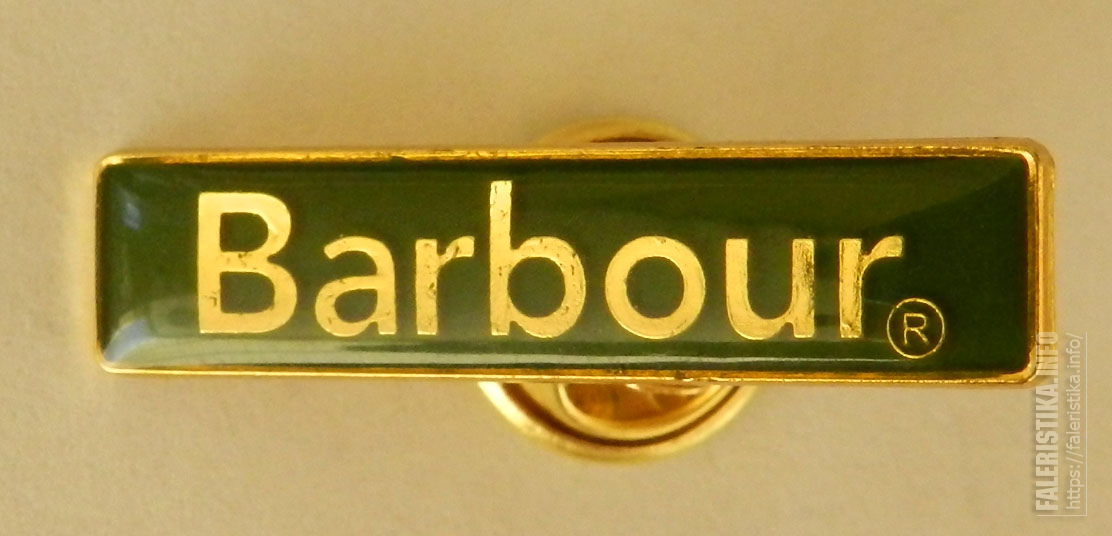 Barbour®
FALERISTIKA.INFO
https://faleristika.info/